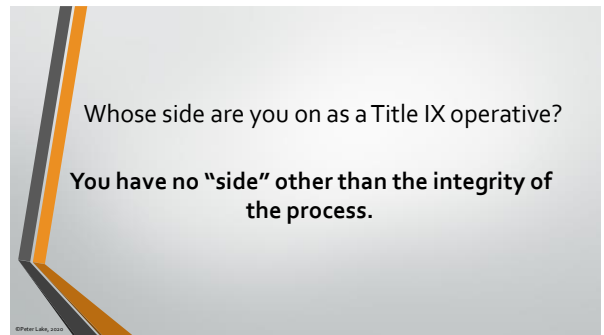 Whose side are you on as a Title IX operative?
You have no “side” other than the integrity of
the process.
©Peter Lake, 2020